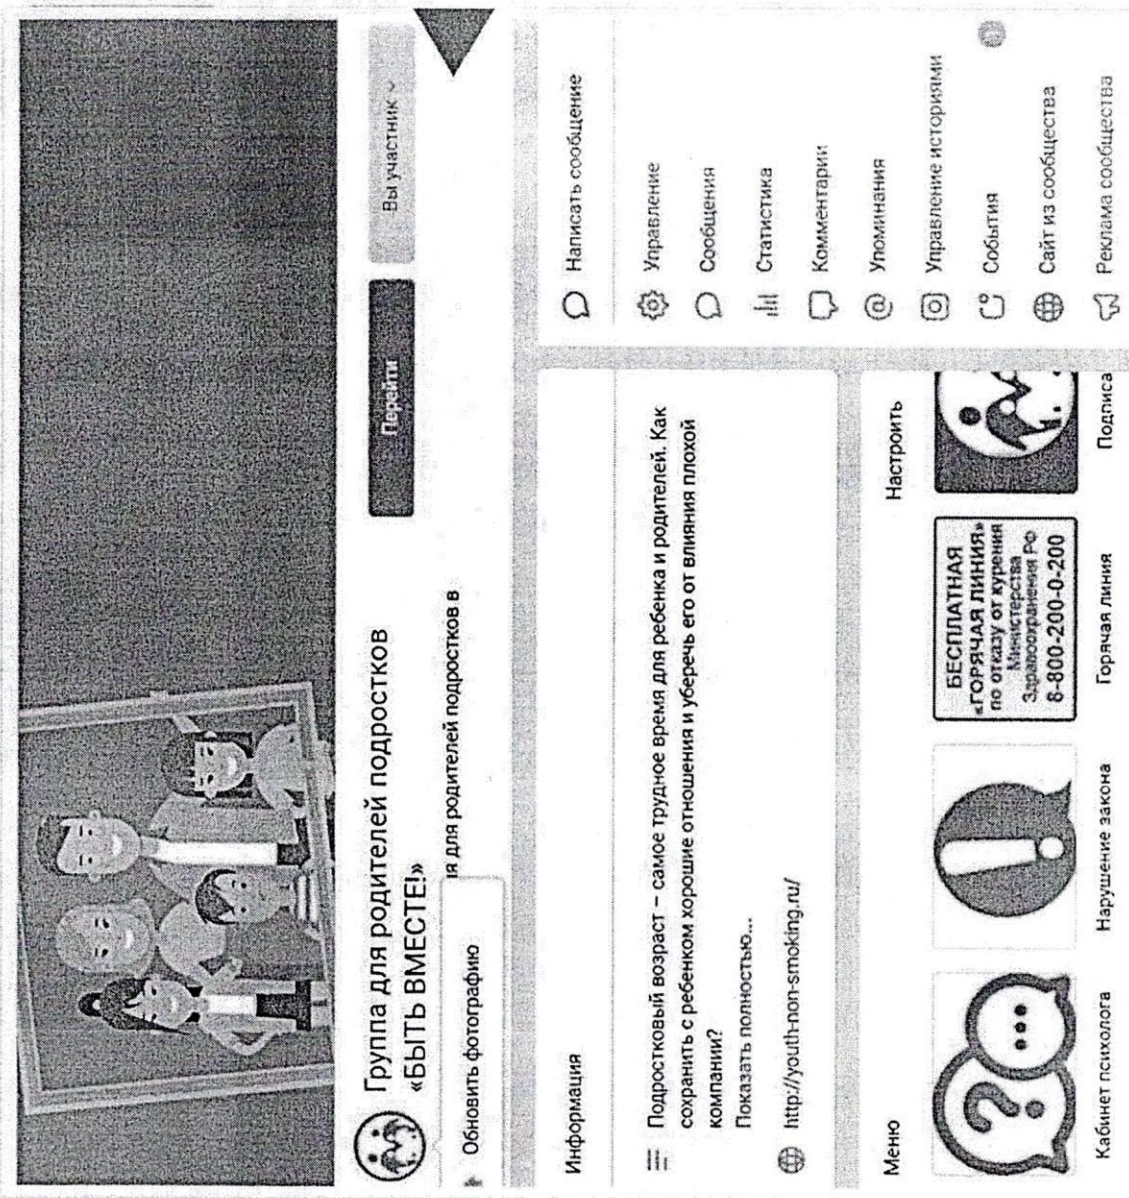 Группа для родителей подростков
«БЫТЬ ВМЕСТЕ!»
Перейти
Вы участник
Обновить фотографию
ия для родителей подростков в
Информация
Подростковый возраст – самое трудное время для ребенка и родителей. Как
сохранить с ребенком хорошие отношения и уберечь его от влияния плохой
компании?
Показать полностью...
http://youth-non-smoking.ru/
Меню
Настроить
БЕСПЛАТНАЯ
«ГОРЯЧАЯ ЛИНИЯ»
по отказу от курения
Министерства
Здравоохранения РФ
8-800-200-0-200
Кабинет психолога
Нарушение закона
Горячая линия
Подписа
Написать сообщение
Управление
Сообщения
Статистика
Комментарии
Упоминания
Управление историями
События
Сайт из сообщества
Реклама сообщества